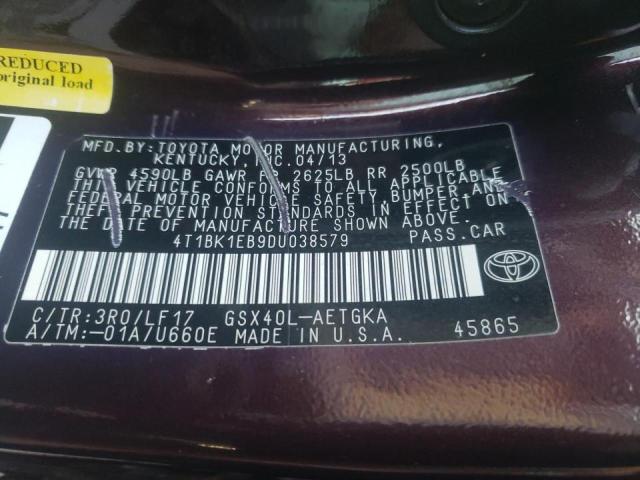 REDUCED
original load
MFD.BY:TOYOTA MOTOR MANUFACTURING,
KENTUCKY, INC.04/13
GVWR 4590LB GAWR FR 2625LB RR 2500LB
THIS VEHICLE CONFORMS TO ALL APPLICABLE
FEDERAL MOTOR VEHICLE SAFETY, BUMPER, AND
THEFT PREVENTION STANDARDS IN EFFECT ON
THE DATE OF MANUFACTURE SHOWN ABOVE.
4T1BK1EB9DU038579 PASS.CAR
C/TR:3R0/LF17 GSX40L-AETGKA
A/TM:-01A/U660E MADE IN U.S.A. 45865